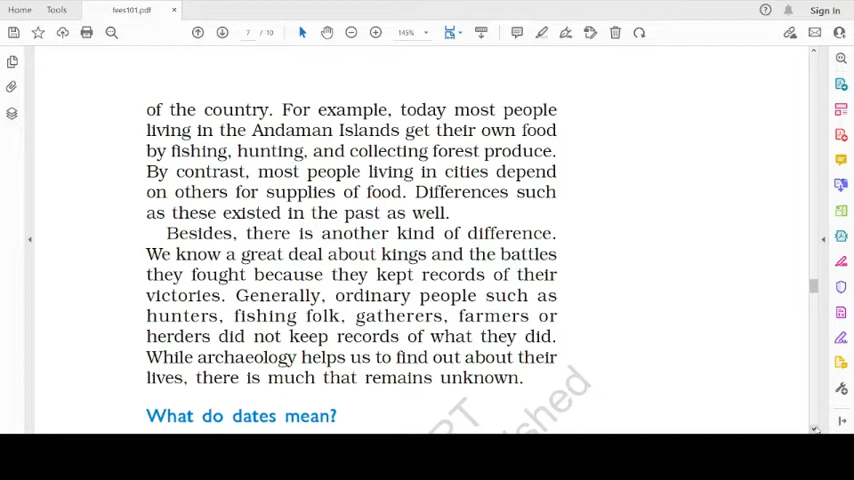 Home Tools fees101.pdf × Sign In
7 / 10 145%
of the country. For example, today most people
living in the Andaman Islands get their own food
by fishing, hunting, and collecting forest produce.
By contrast, most people living in cities depend
on others for supplies of food. Differences such
as these existed in the past as well.
Besides, there is another kind of difference.
We know a great deal about kings and the battles
they fought because they kept records of their
victories. Generally, ordinary people such as
hunters, fishing folk, gatherers, farmers or
herders did not keep records of what they did.
While archaeology helps us to find out about their
lives, there is much that remains unknown.
What do dates mean?